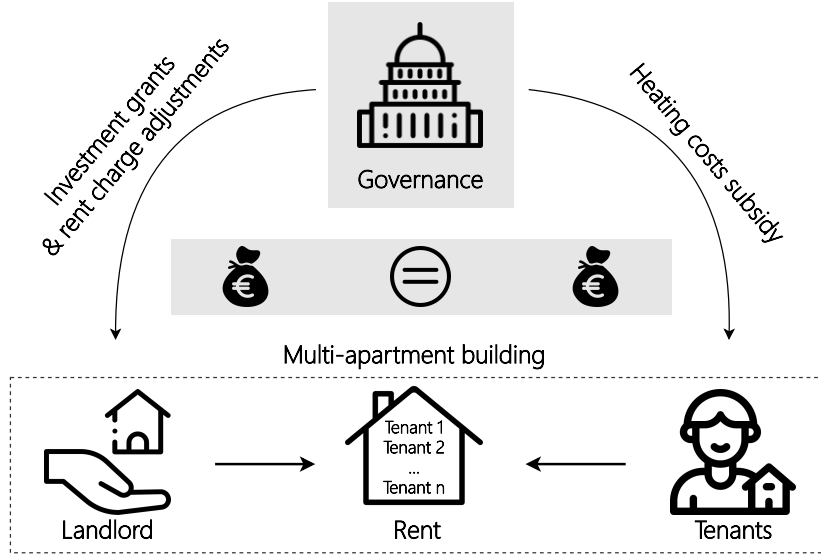 Investment grants
& rent charge adjustments
Governance
Heating costs subsidy
€
€
Multi-apartment building
Tenant 1
Tenant 2
...
Tenant n
Landlord
Rent
Tenants